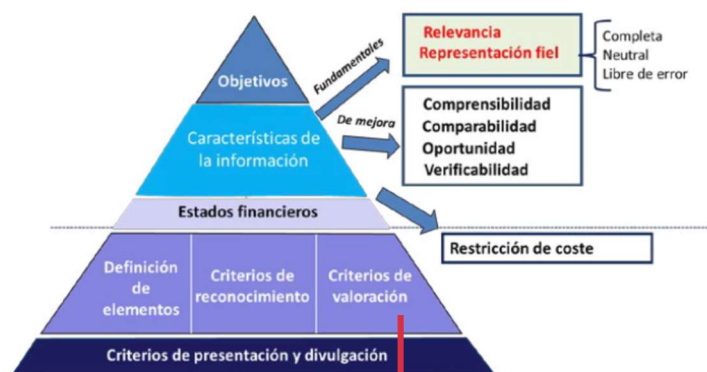 Objetivos
Fundamentales
Relevancia
Representación fiel
Completa
Neutral
Libre de error
Características de
la información
De mejora
Comprensibilidad
Comparabilidad
Oportunidad
Verificabilidad
Estados financieros
Restricción de coste
Definición
de
elementos
Criterios de
reconocimiento
Criterios de
valoración
Criterios de presentación y divulgación